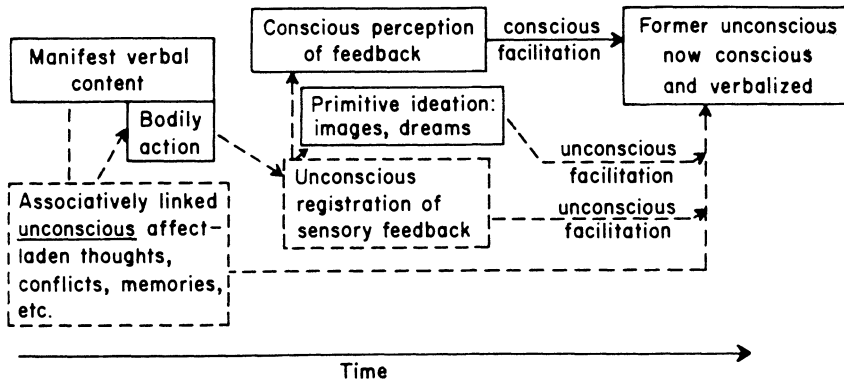 Manifest verbal
content
Bodily
action
Associatively linked
unconscious affect-
laden thoughts,
conflicts, memories,
etc.
Conscious perception
of feedback
Primitive ideation:
images, dreams
Unconscious
registration of
sensory feedback
conscious
facilitation
unconscious
facilitation
unconscious
facilitation
Former unconscious
now conscious
and verbalized
Time